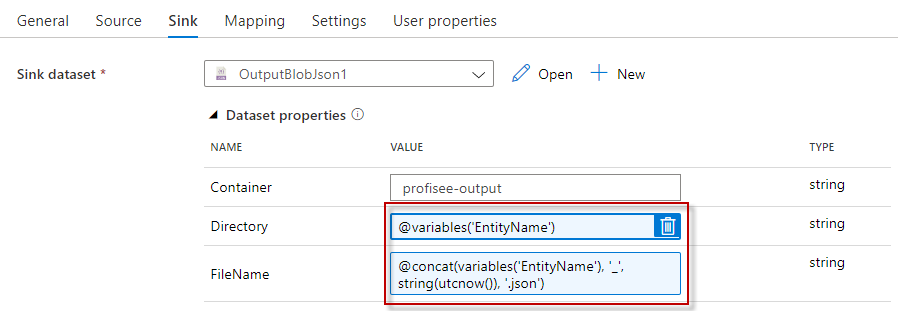 General Source Sink Mapping Settings User properties
Sink dataset * OutputBlobJson1 Open New
Dataset properties
NAME VALUE TYPE
Container profisee-output string
Directory @variables('EntityName') string
FileName @concat(variables('EntityName'), '_', string
string(utcnow()), '.json')